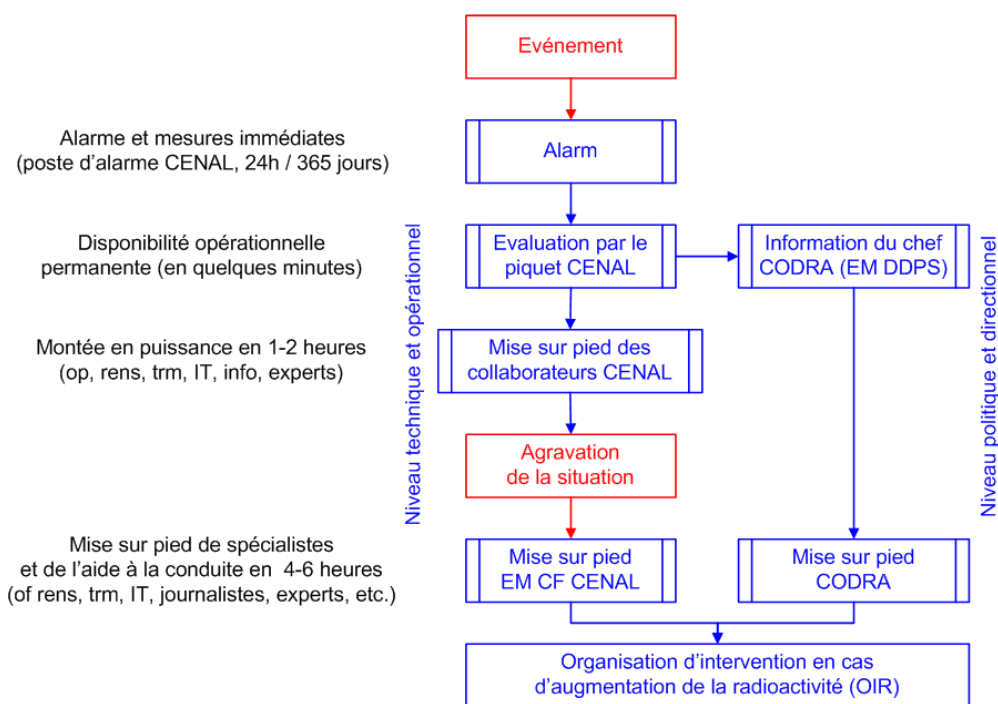 Evénement
Alarme et mesures immédiates
(poste d'alarme CENAL, 24h / 365 jours)
Alarm
Disponibilité opérationnelle
permanente (en quelques minutes)
Evaluation par le
piquet CENAL
Information du chef
CODRA (EM DDPS)
Niveau technique et opérationnel
Niveau politique et directionnel
Montée en puissance en 1-2 heures
(op, rens, trm, IT, info, experts)
Mise sur pied des
collaborateurs CENAL
Agravation
de la situation
Mise sur pied de spécialistes
et de l'aide à la conduite en 4-6 heures
(of rens, trm, IT, journalistes, experts, etc.)
Mise sur pied
EM CF CENAL
Mise sur pied
CODRA
Organisation d'intervention en cas
d'augmentation de la radioactivité (OIR)